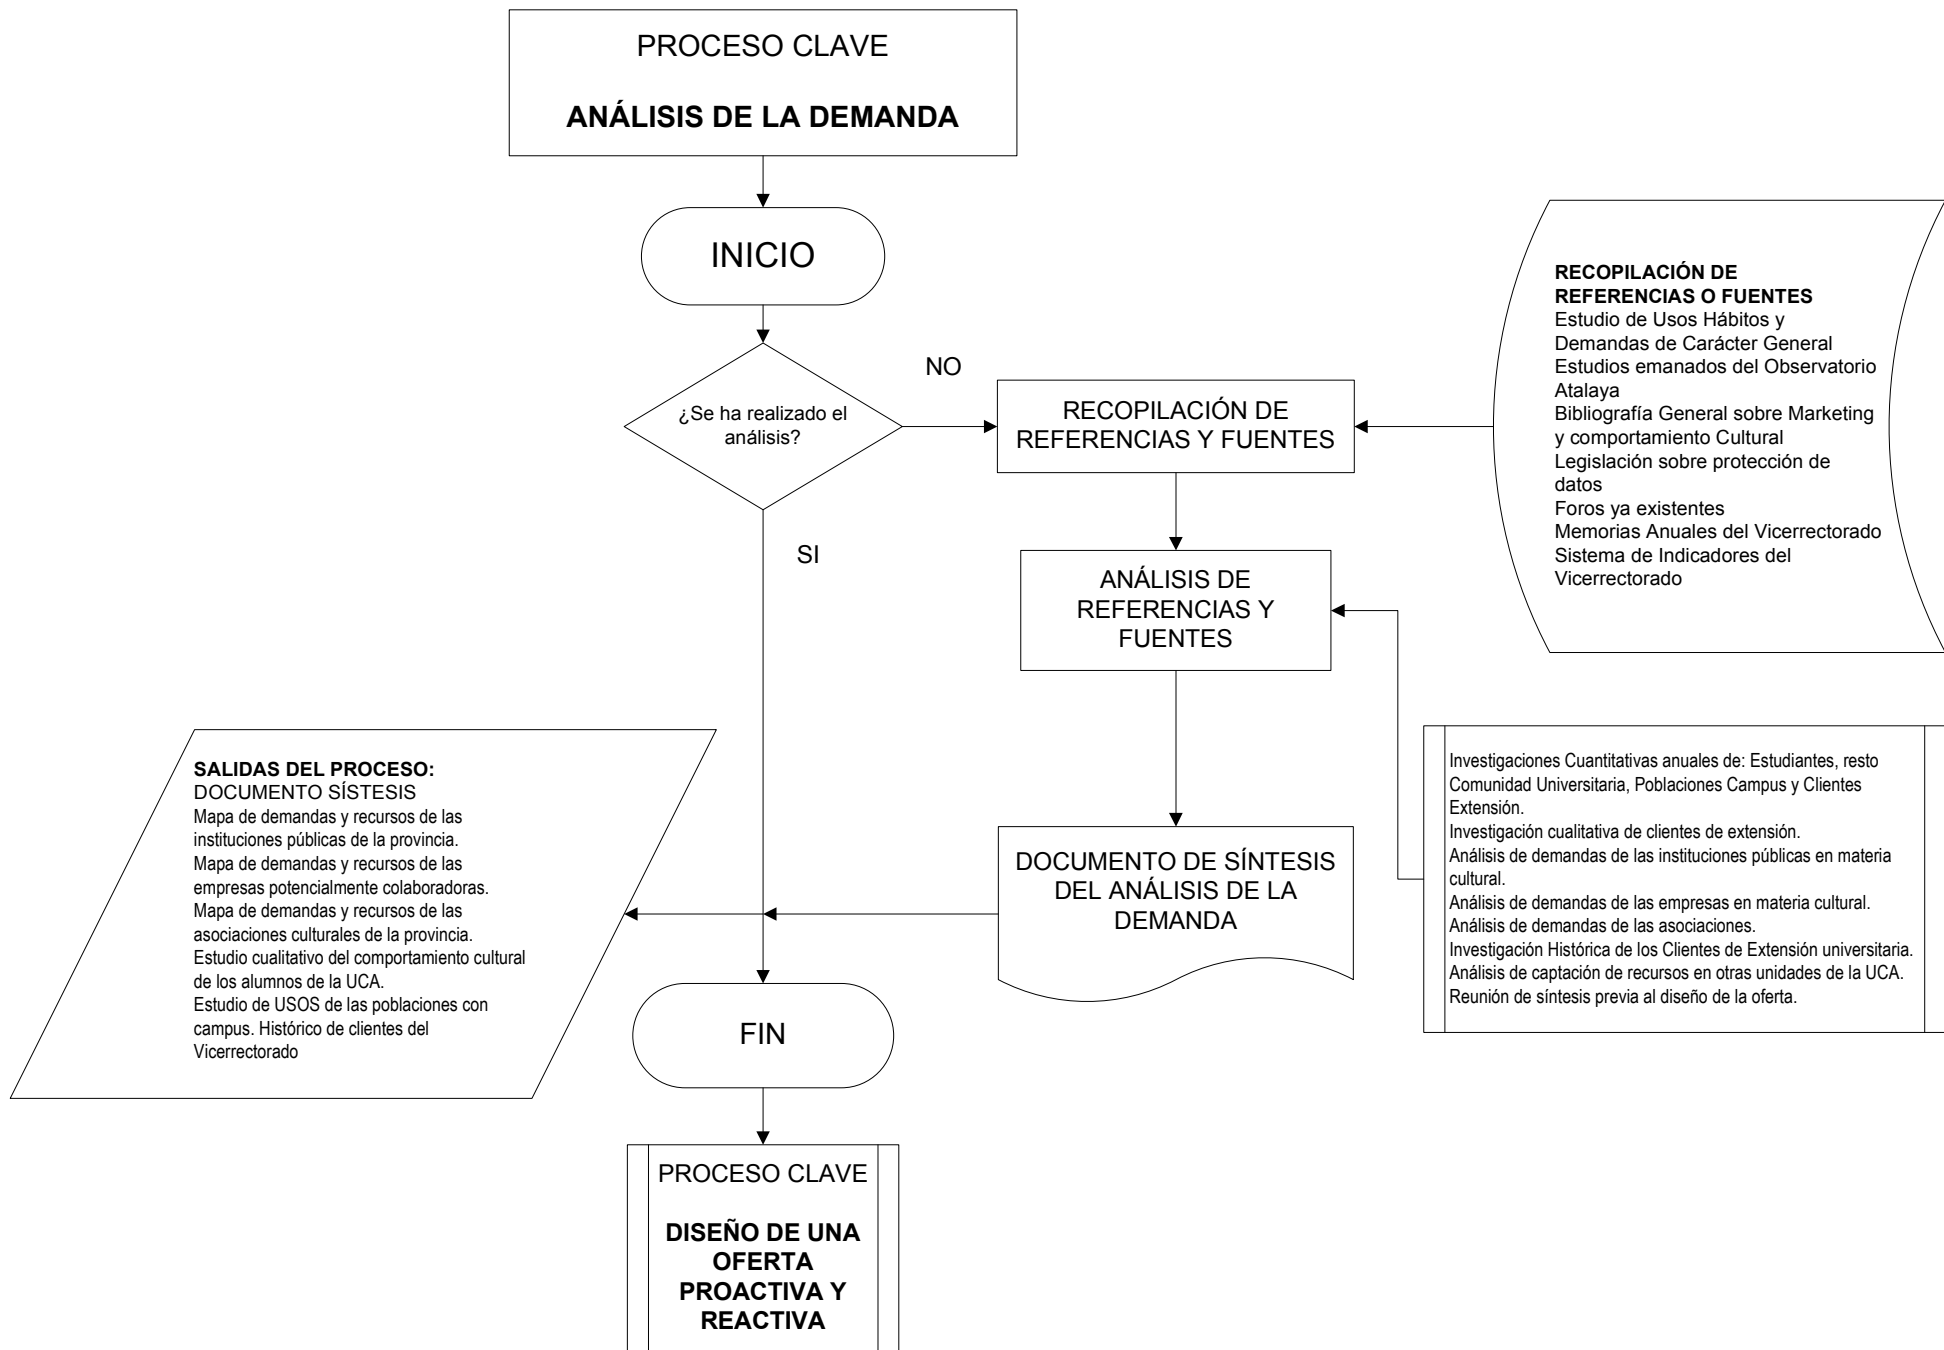 PROCESO CLAVE
ANÁLISIS DE LA DEMANDA
INICIO
¿Se ha realizado el
análisis?
NO
SI
RECOPILACIÓN DE
REFERENCIAS Y FUENTES
RECOPILACIÓN DE
REFERENCIAS O FUENTES
Estudio de Usos Hábitos y
Demandas de Carácter General
Estudios emanados del Observatorio
Atalaya
Bibliografía General sobre Marketing
y comportamiento Cultural
Legislación sobre protección de
datos
Foros ya existentes
Memorias Anuales del Vicerrectorado
Sistema de Indicadores del
Vicerrectorado
ANÁLISIS DE
REFERENCIAS Y
FUENTES
Investigaciones Cuantitativas anuales de: Estudiantes, resto
Comunidad Universitaria, Poblaciones Campus y Clientes
Extensión.
Investigación cualitativa de clientes de extensión.
Análisis de demandas de las instituciones públicas en materia
cultural.
Análisis de demandas de las empresas en materia cultural.
Análisis de demandas de las asociaciones.
Investigación Histórica de los Clientes de Extensión universitaria.
Análisis de captación de recursos en otras unidades de la UCA.
Reunión de síntesis previa al diseño de la oferta.
DOCUMENTO DE SÍNTESIS
DEL ANÁLISIS DE LA
DEMANDA
SALIDAS DEL PROCESO:
DOCUMENTO SÍSTESIS
Mapa de demandas y recursos de las
instituciones públicas de la provincia.
Mapa de demandas y recursos de las
empresas potencialmente colaboradoras.
Mapa de demandas y recursos de las
asociaciones culturales de la provincia.
Estudio cualitativo del comportamiento cultural
de los alumnos de la UCA.
Estudio de USOS de las poblaciones con
campus. Histórico de clientes del
Vicerrectorado
FIN
PROCESO CLAVE
DISEÑO DE UNA
OFERTA
PROACTIVA Y
REACTIVA